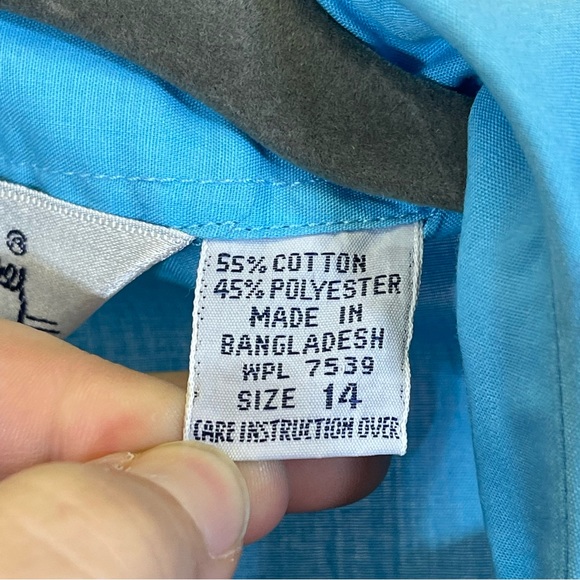 ®
55% COTTON
45% POLYESTER
MADE IN
BANGLADESH
WPL 7539
SIZE 14
CARE INSTRUCTION OVER